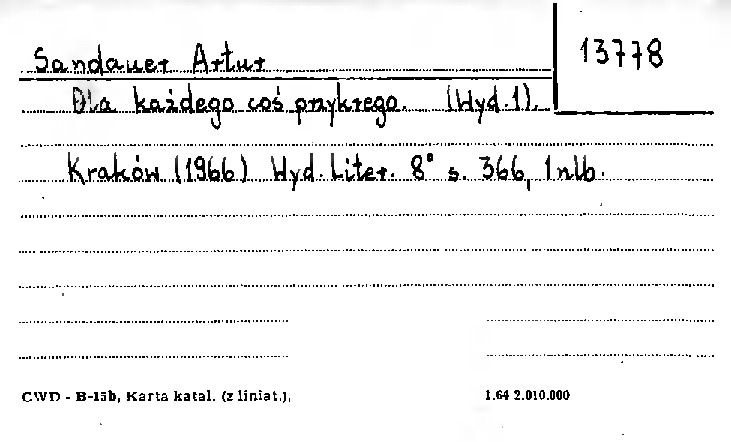 Sandauer Artur
13778
Dla każdego coś przykrego. (Wyd.1).
Kraków (1966) Wyd. Liter. 8° s. 366, 1 nlb.
CWD - B-15b, Karta katal. (z liniat.). 1.64 2.010.000